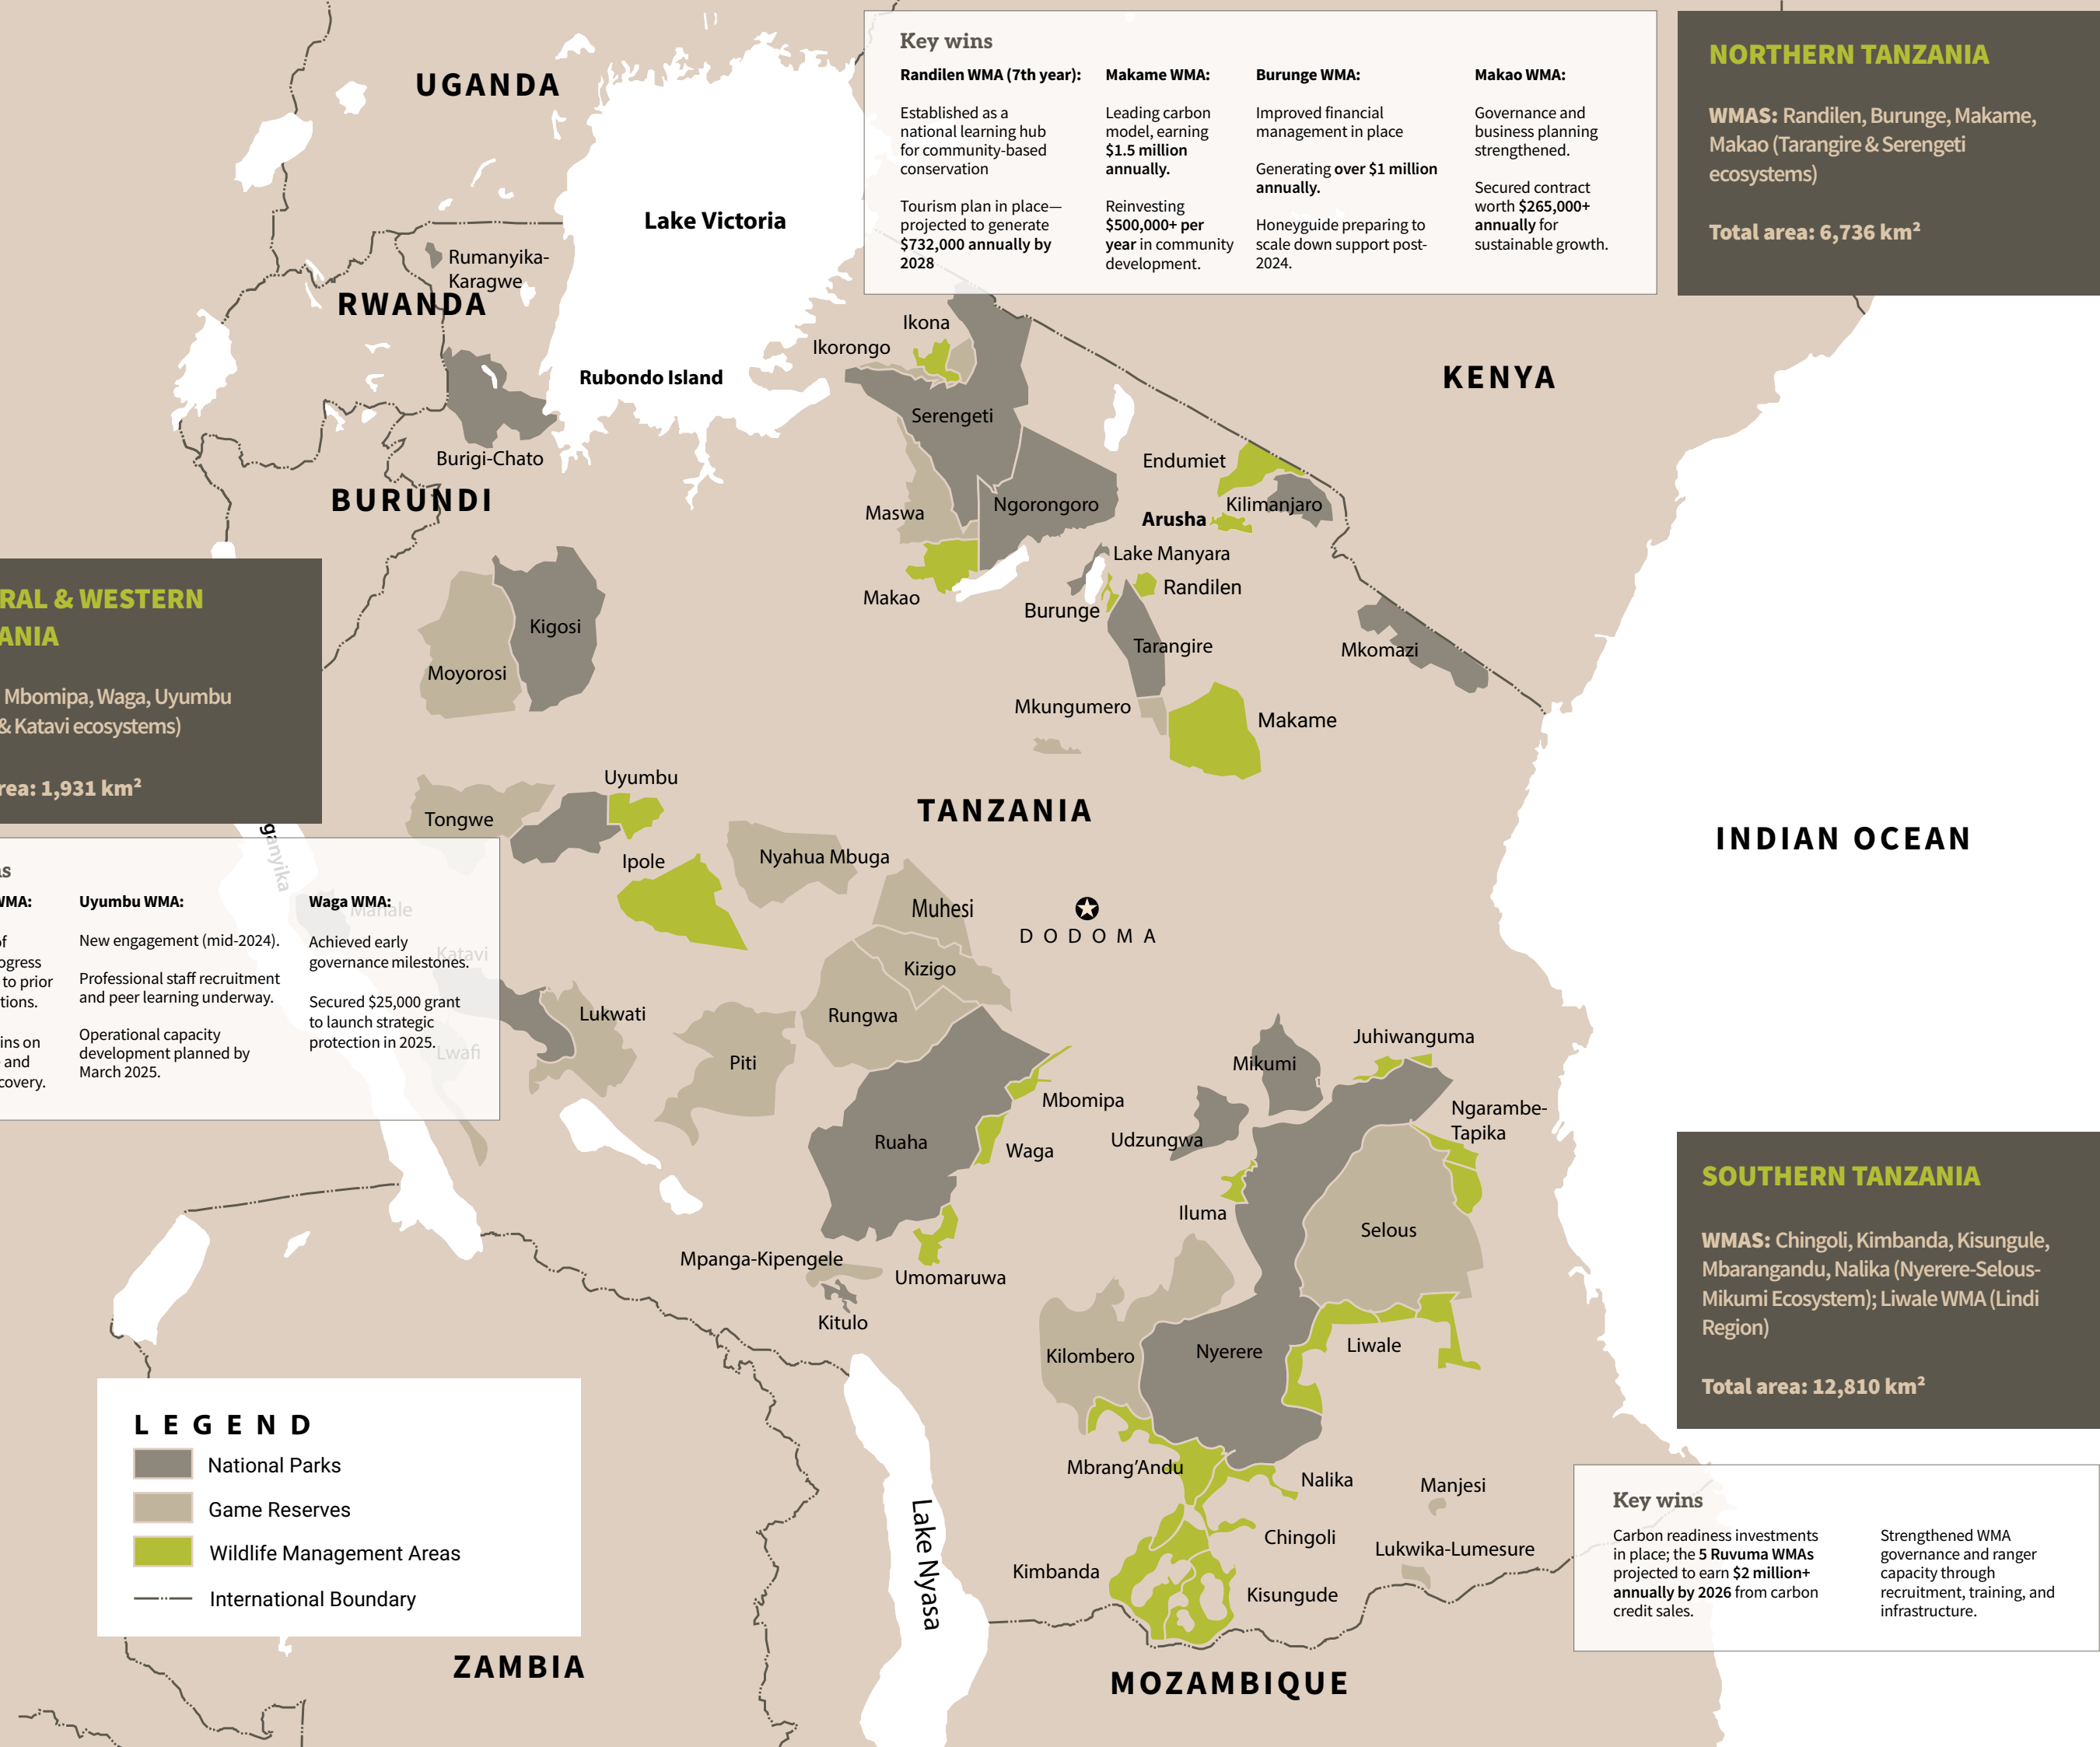 Key wins
Randilen WMA (7th year):
Established as a
national learning hub
for community-based
conservation
Tourism plan in place—
projected to generate
$732,000 annually by
2028
Makame WMA:
Leading carbon
model, earning
$1.5 million
annually.
Reinvesting
$500,000+ per
year in community
development.
Burunge WMA:
Improved financial
management in place
Generating over $1 million
annually.
Honeyguide preparing to
scale down support post-
2024.
Makao WMA:
Governance and
business planning
strengthened.
Secured contract
worth $265,000+
annually for
sustainable growth.
NORTHERN TANZANIA
WMAS: Randilen, Burunge, Makame,
Makao (Tarangire & Serengeti
ecosystems)
Total area: 6,736 km²
UGANDA
Lake Victoria
Rumanyika-
Karagwe
RWANDA
Ikona
Ikorongo
Rubondo Island
KENYA
Serengeti
Burigi-Chato
Endumiet
BURUNDI
Ngorongoro
Kilimanjaro
Maswa
Arusha
Lake Manyara
Makao
Randilen
Burunge
Kigosi
Tarangire
Mkomazi
Moyorosi
Mkungumero
Makame
RAL & WESTERN
ANIA
Mbomipa, Waga, Uyumbu
& Katavi ecosystems)
rea: 1,931 km²
Uyumbu
TANZANIA
Tongwe
INDIAN OCEAN
ganyika
Ipole
Nyahua Mbuga
Muhesi
DODOMA
Kizigo
s
WMA:
of
ogress
to prior
tions.
ins on
and
covery.
Uyumbu WMA:
New engagement (mid-2024).
Professional staff recruitment
and peer learning underway.
Operational capacity
development planned by
March 2025.
Waga WMA:
Achieved early
governance milestones.
Secured $25,000 grant
to launch strategic
protection in 2025.
Mahale
Katavi
Lwafi
Lukwati
Rungwa
Piti
Juhiwanguma
Mikumi
Mbomipa
Ngarambe-
Tapika
Ruaha
Waga
Udzungwa
Iluma
Selous
Mpanga-Kipengele
Umomaruwa
Kitulo
Kilombero
Nyerere
Liwale
SOUTHERN TANZANIA
WMAS: Chingoli, Kimbanda, Kisungule,
Mbarangandu, Nalika (Nyerere-Selous-
Mikumi Ecosystem); Liwale WMA (Lindi
Region)
Total area: 12,810 km²
Mbrang’Andu
Nalika
Manjesi
Chingoli
Lukwika-Lumesure
Kimbanda
Kisungude
Lake Nyasa
Key wins
Carbon readiness investments
in place; the 5 Ruvuma WMAs
projected to earn $2 million+
annually by 2026 from carbon
credit sales.
Strengthened WMA
governance and ranger
capacity through
recruitment, training, and
infrastructure.
LEGEND
National Parks
Game Reserves
Wildlife Management Areas
International Boundary
ZAMBIA
MOZAMBIQUE